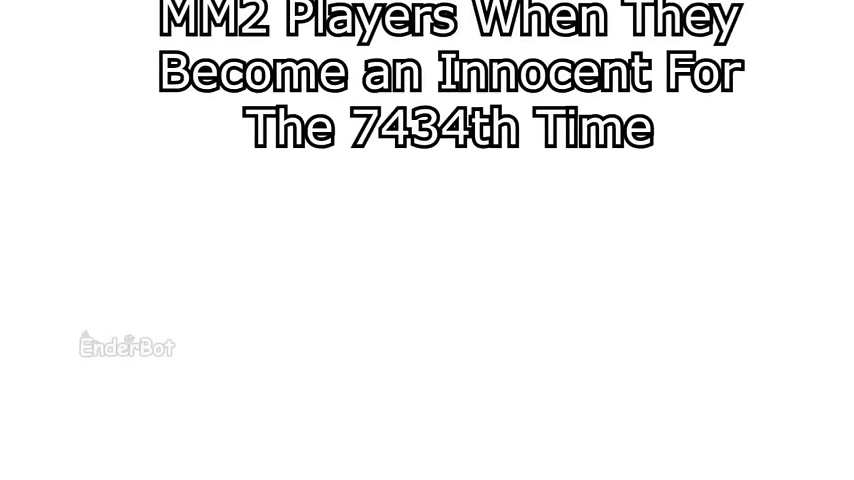 MM2 Players When They
Become an Innocent For
The 7434th Time
EnderBot